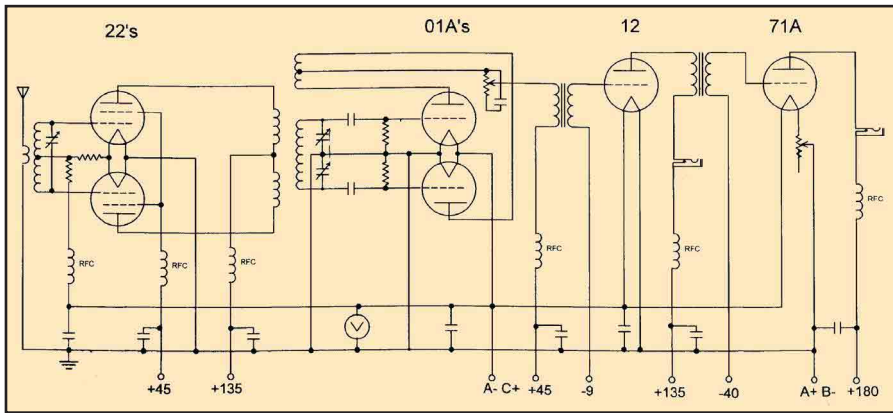 22's 01A's 12 71A
RFC RFC RFC RFC RFC RFC
V
+45 +135 A- C+ +45 -9 +135 -40 A+ B- +180